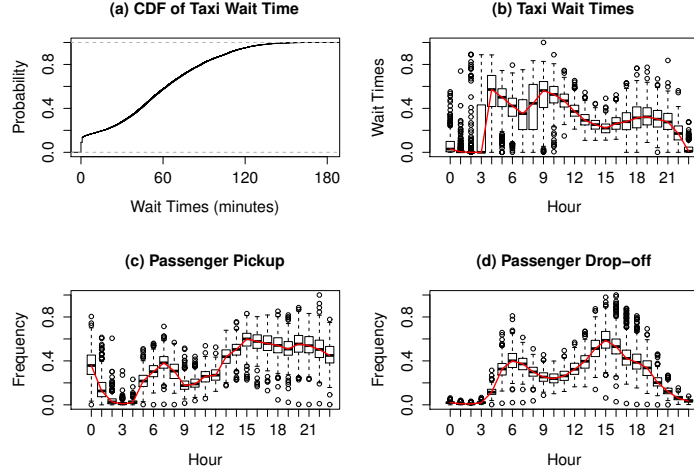 (a) CDF of Taxi Wait Time
Probability
0.0 0.4 0.8
0 60 120 180
Wait Times (minutes)
(b) Taxi Wait Times
Wait Times
0.0 0.4 0.8
0 3 6 9 12 15 18 21
Hour
(c) Passenger Pickup
Frequency
0.0 0.4 0.8
0 3 6 9 12 15 18 21
Hour
(d) Passenger Drop−off
Frequency
0.0 0.4 0.8
0 3 6 9 12 15 18 21
Hour